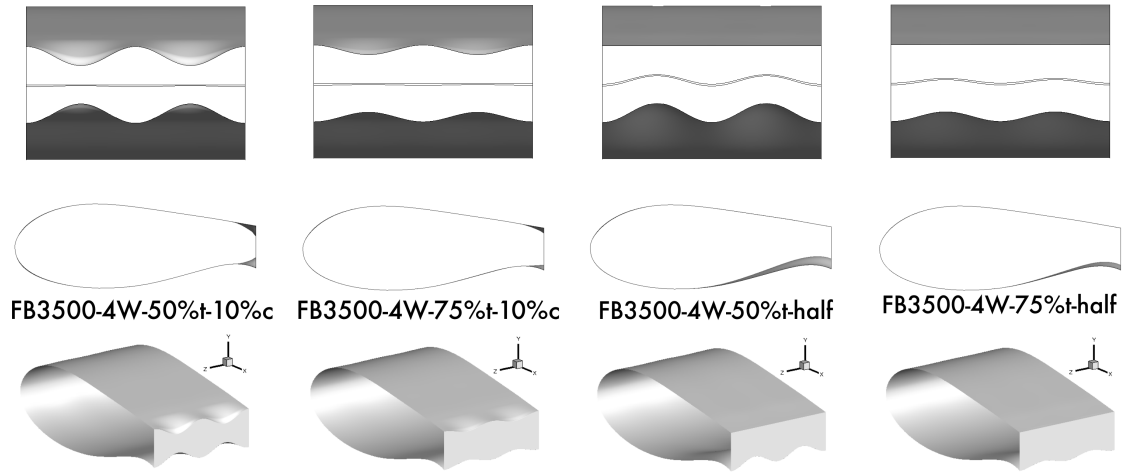 FB3500-4W-50%t-10%c
FB3500-4W-75%t-10%c
FB3500-4W-50%t-half
FB3500-4W-75%t-half
Y
Z
X
Y
Z
X
Y
Z
X
Y
Z
X